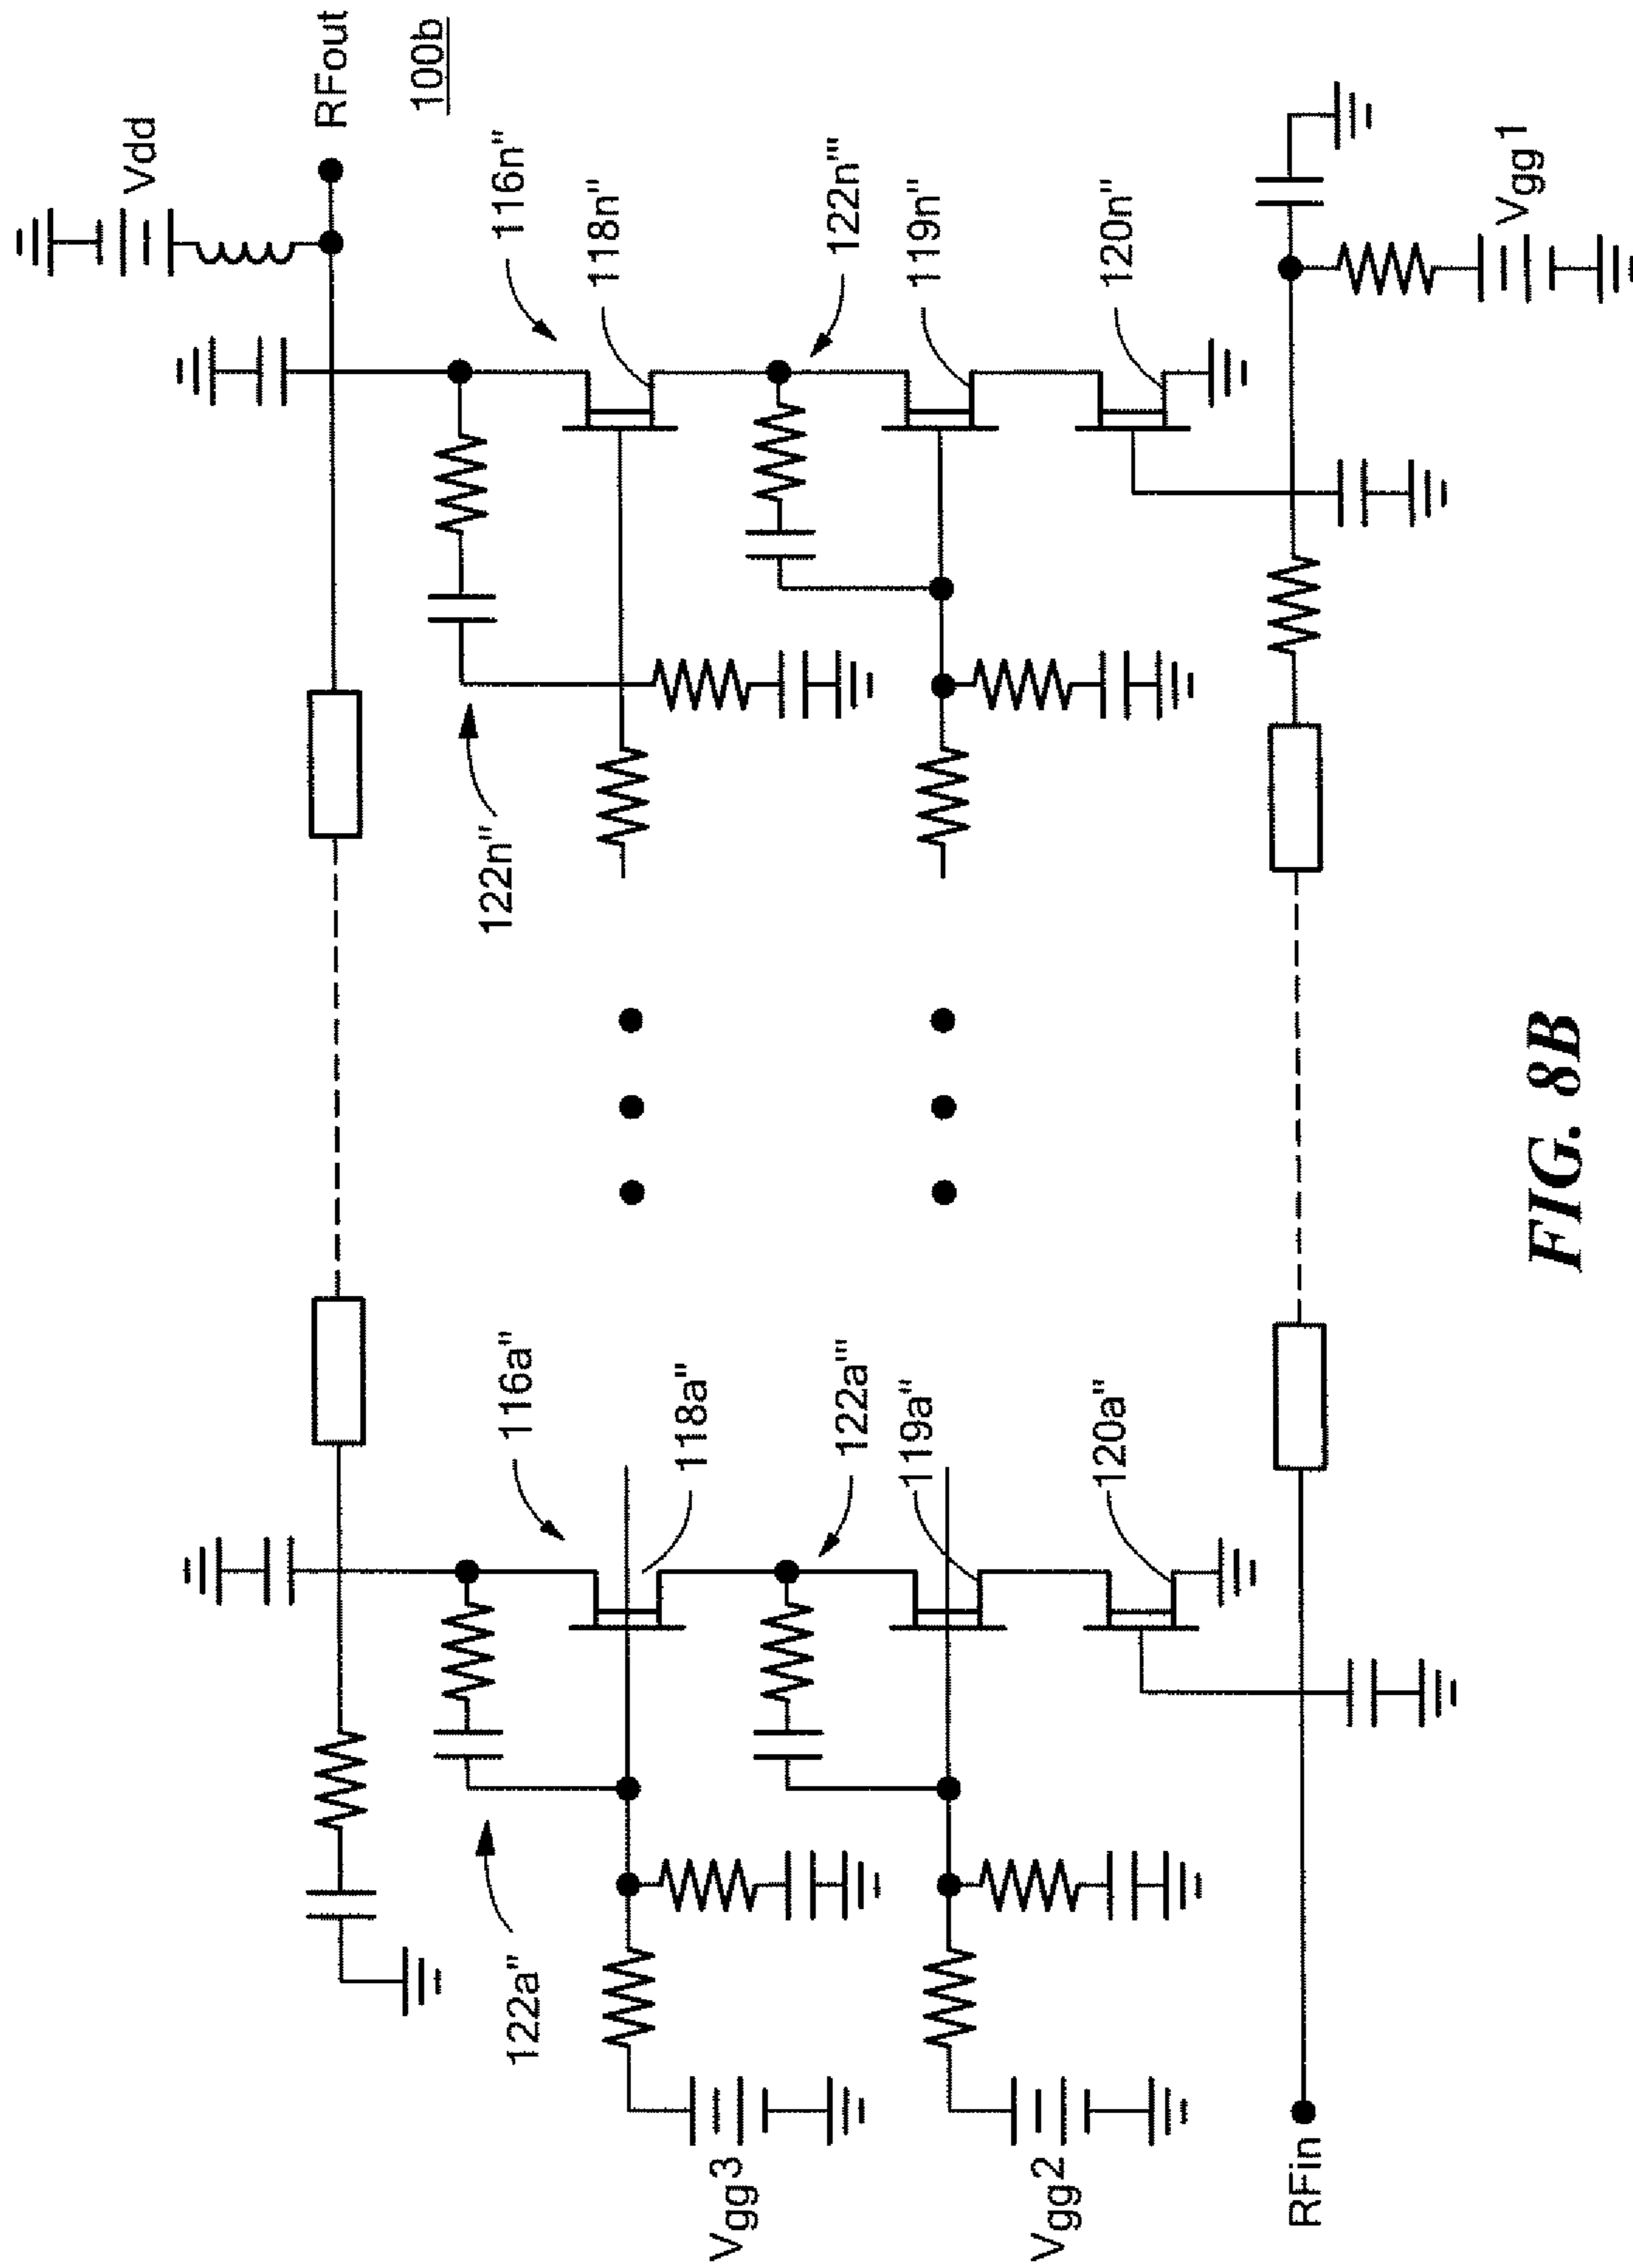 Vdd
RFout
100b
116n"
118n"
122n'''
119n"
120n"
Vgg1
122n"
116a"
118a"
122a'''
119a"
120a"
122a"
Vgg3
Vgg2
RFin
FIG. 8B